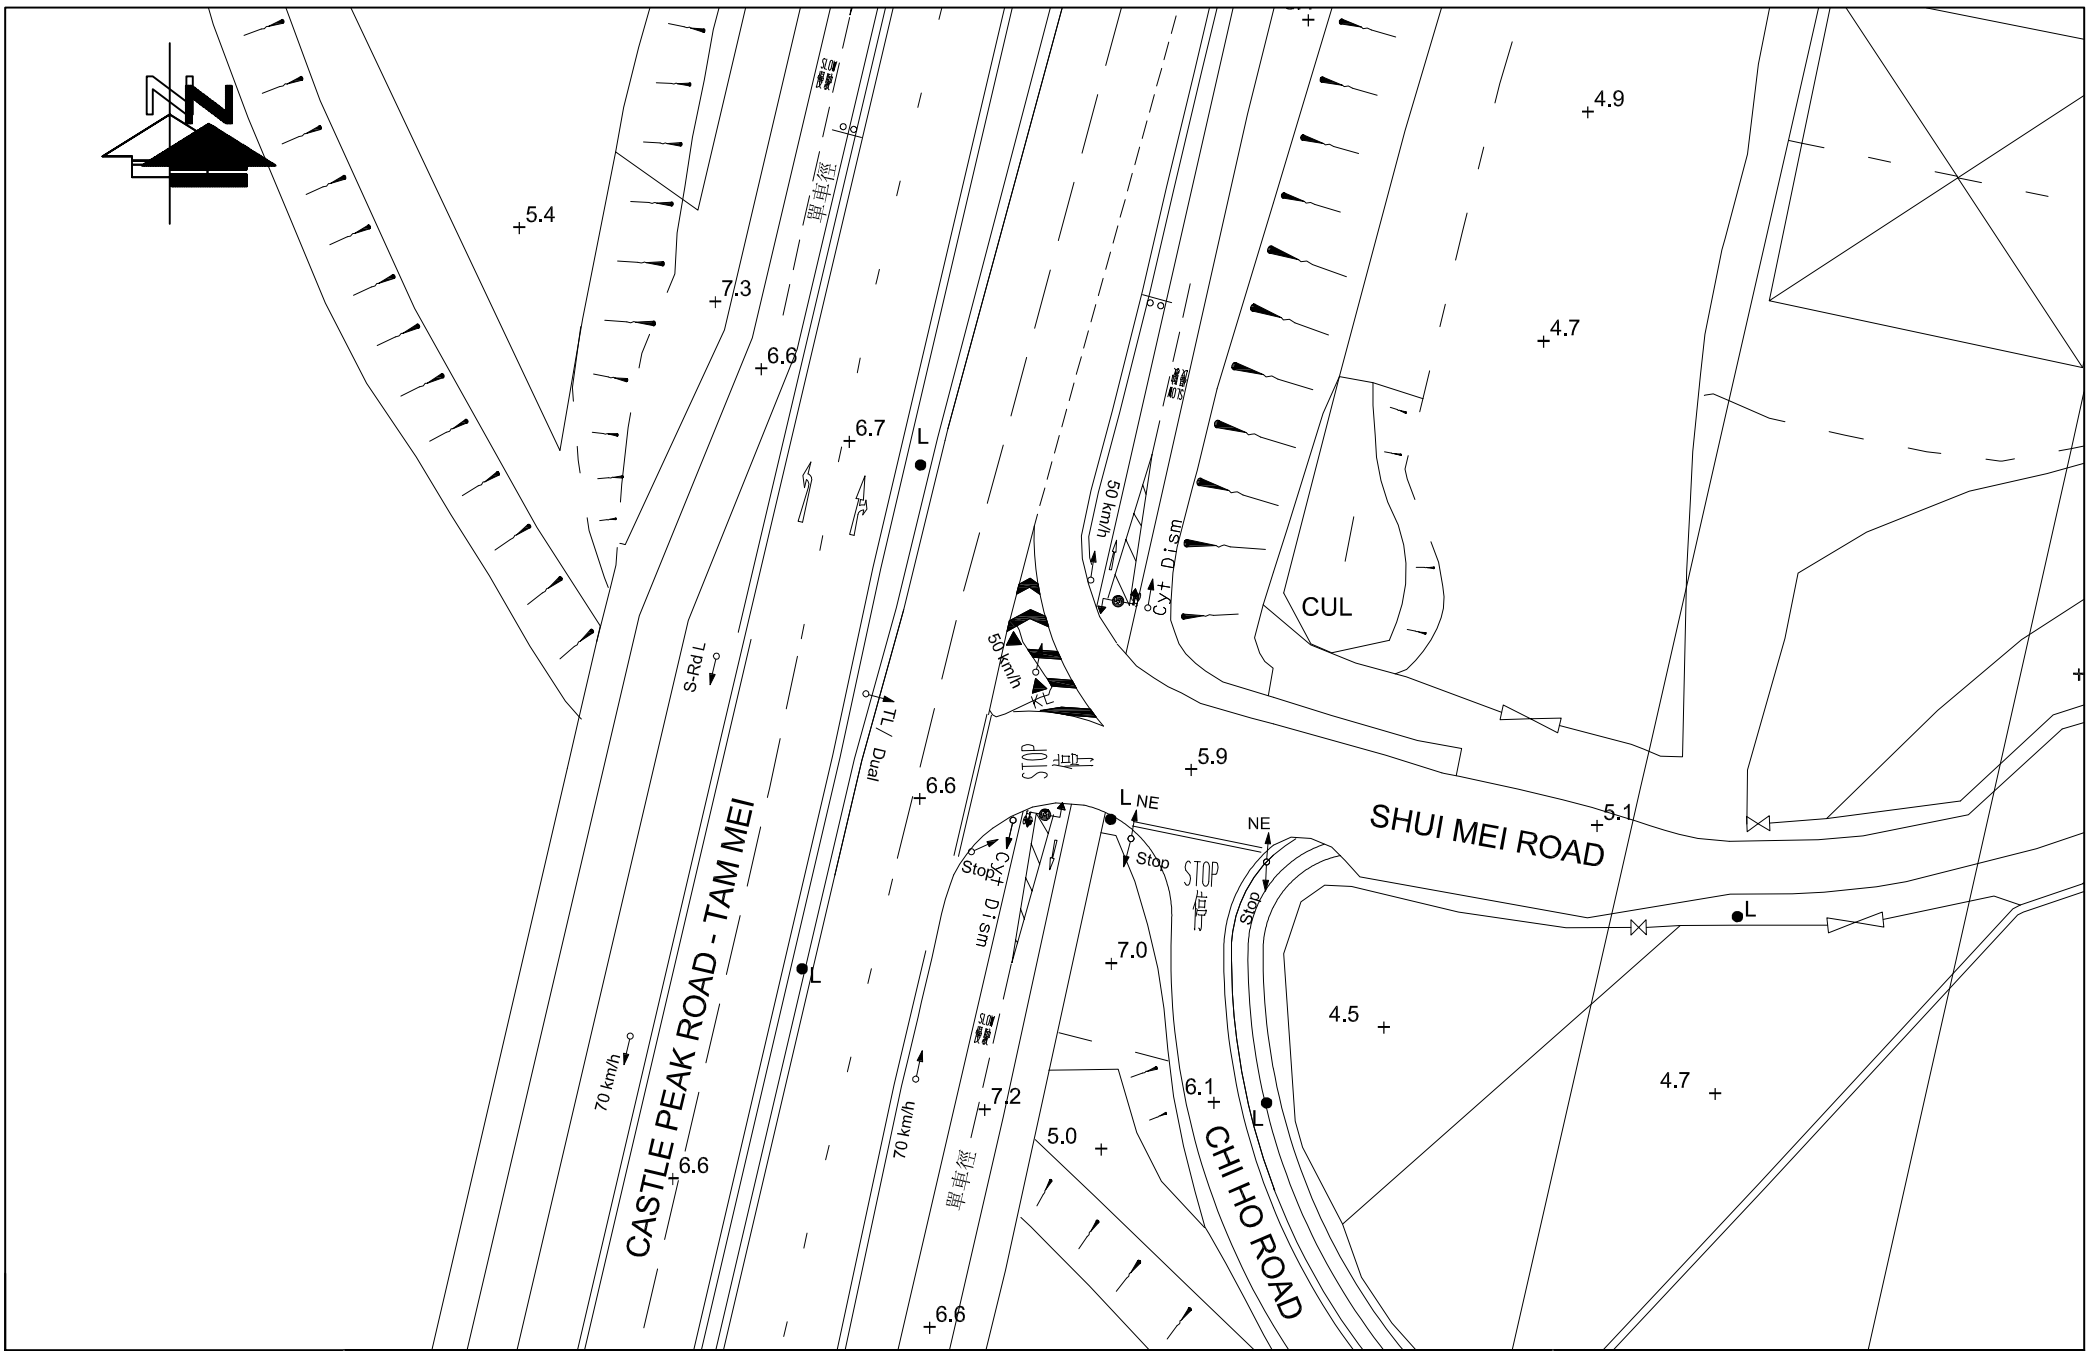 N
N
SLOW
單車徑
4.9
5.4
7.3
4.7
6.6
SLOW
6.7
L
50 km/h
Cyt Dism
CUL
50 km/h
S-Rd L
KL
TL / Dual
STOP
停
5.9
6.6
L NE
NE
5.1
SHUI MEI ROAD
Stop
Stop
STOP
停
Stop
Cyt Dism
L
CASTLE PEAK ROAD - TAM MEI
7.0
L
4.5
SLOW
70 km/h
7.2
6.1
4.7
L
70 km/h
5.0
CHI HO ROAD
6.6
單車徑
6.6